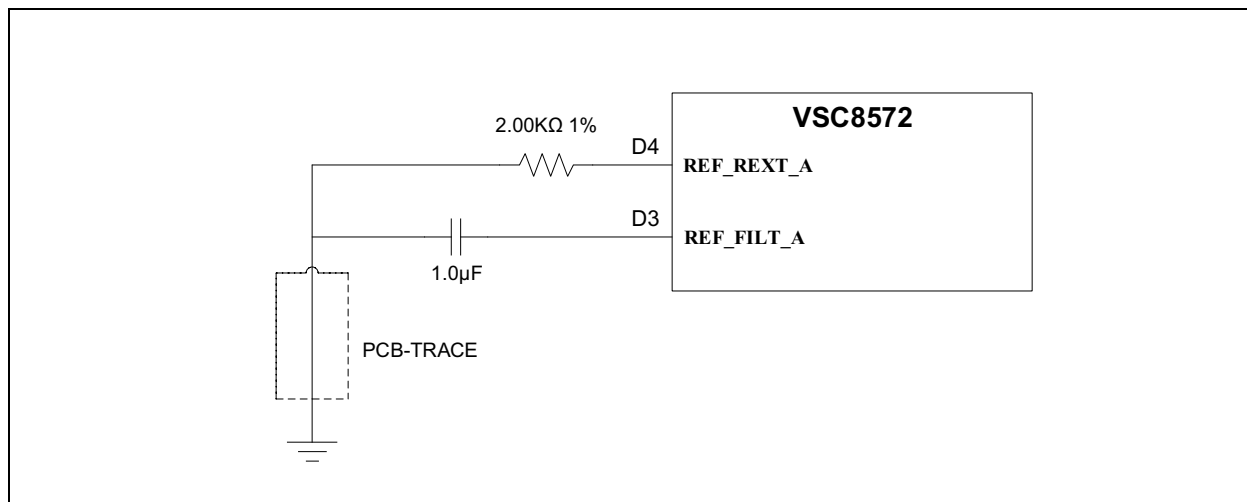 VSC8572
2.00KΩ 1%
D4
REF_REXT_A
D3
REF_FILT_A
1.0µF
PCB-TRACE